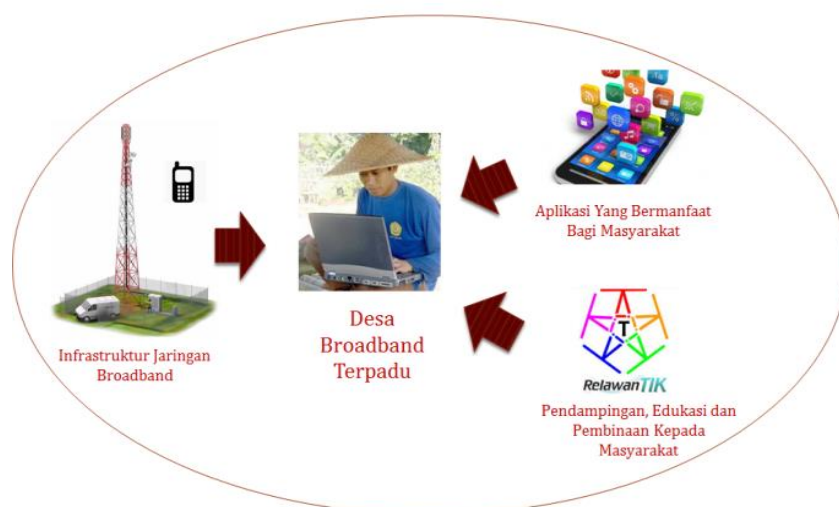 Infrastruktur Jaringan
Broadband
Desa
Broadband
Terpadu
Aplikasi Yang Bermanfaat
Bagi Masyarakat
T
RelawanTIK
Pendampingan, Edukasi dan
Pembinaan Kepada
Masyarakat